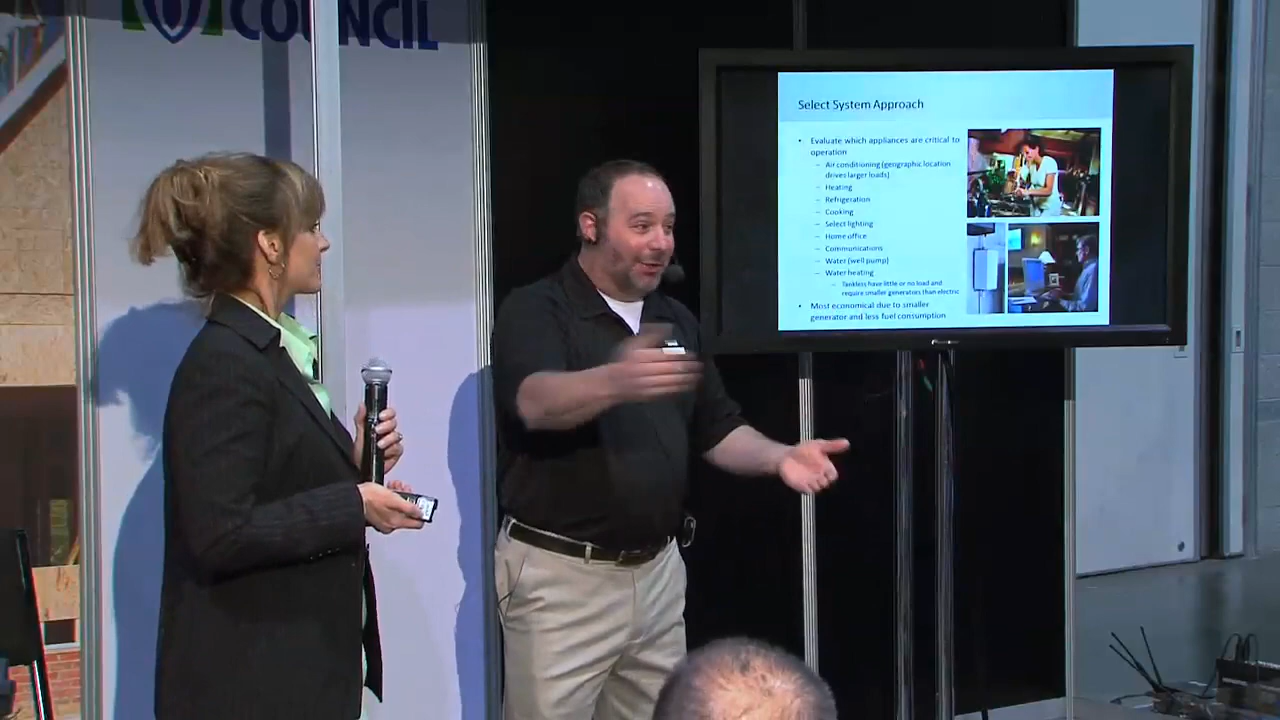 COUNCIL
Select System Approach
• Evaluate which appliances are critical to
operation
– Air conditioning (geographic location
drives larger loads)
– Heating
– Refrigeration
– Cooking
– Select lighting
– Home office
– Communications
– Water (well pump)
– Water heating
– Tankless have little or no load and
require smaller generators than electric
• Most economical due to smaller
generator and less fuel consumption